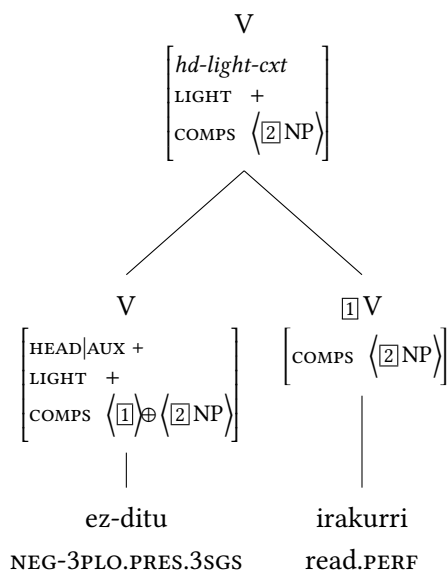 V
hd-light-cxt
LIGHT +
COMPS ⟨[2] NP⟩
V
HEAD|AUX +
LIGHT +
COMPS ⟨[1]⟩⊕⟨[2] NP⟩
[1] V
COMPS ⟨[2] NP⟩
ez-ditu
NEG-3PLO.PRES.3SGS
irakurri
read.PERF